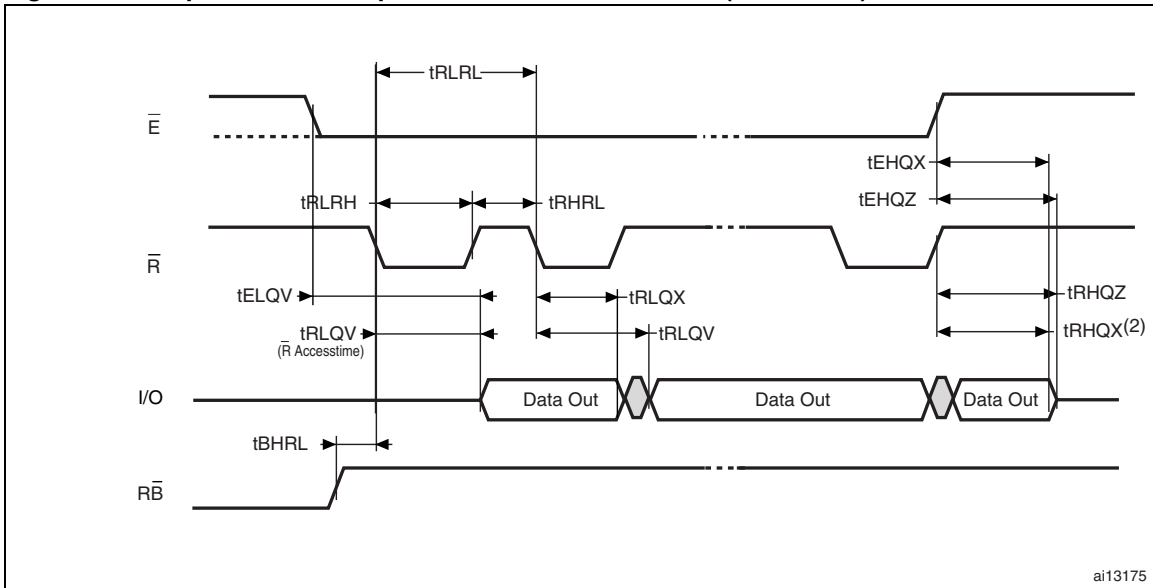 tRLRL
E̅
tEHQX
tEHQZ
tRLRH
tRHRL
R̅
tELQV
tRLQX
tRHQZ
tRLQV
(R̅ Accesstime)
tRLQV
tRHQX(2)
I/O
Data Out
Data Out
Data Out
tBHRL
RB̅
ai13175